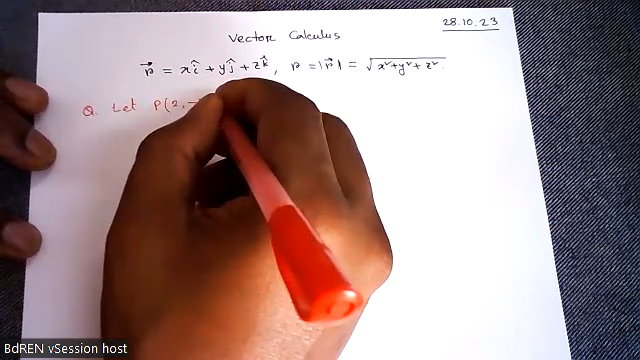 28.10.23
Vector Calculus
r⃗ = xî + yĵ + zk̂ , r = |r⃗| = √x²+y²+z² .
Q. Let P(2, -
BdREN vSession host